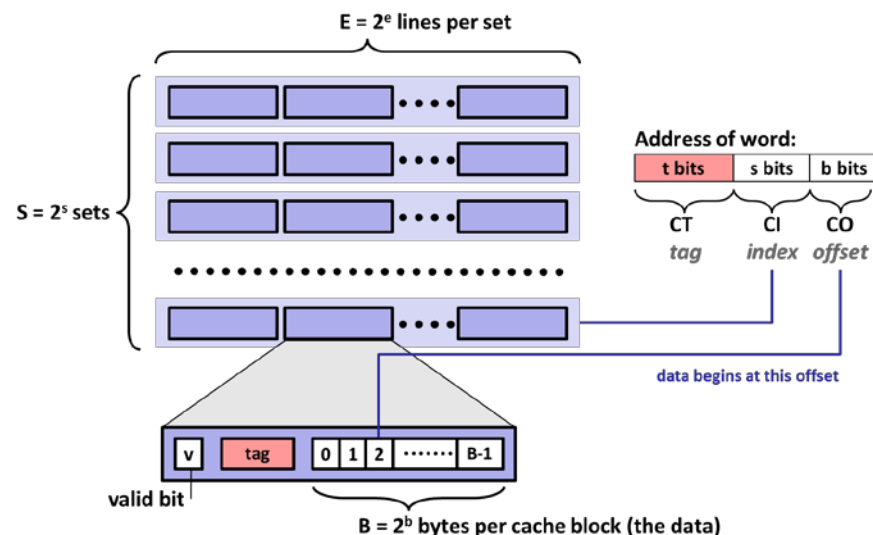 E = 2ᵉ lines per set
Address of word:
t bits s bits b bits
S = 2ˢ sets
CT CI CO
tag index offset
data begins at this offset
v tag 0 1 2 ······· B-1
valid bit
B = 2ᵇ bytes per cache block (the data)